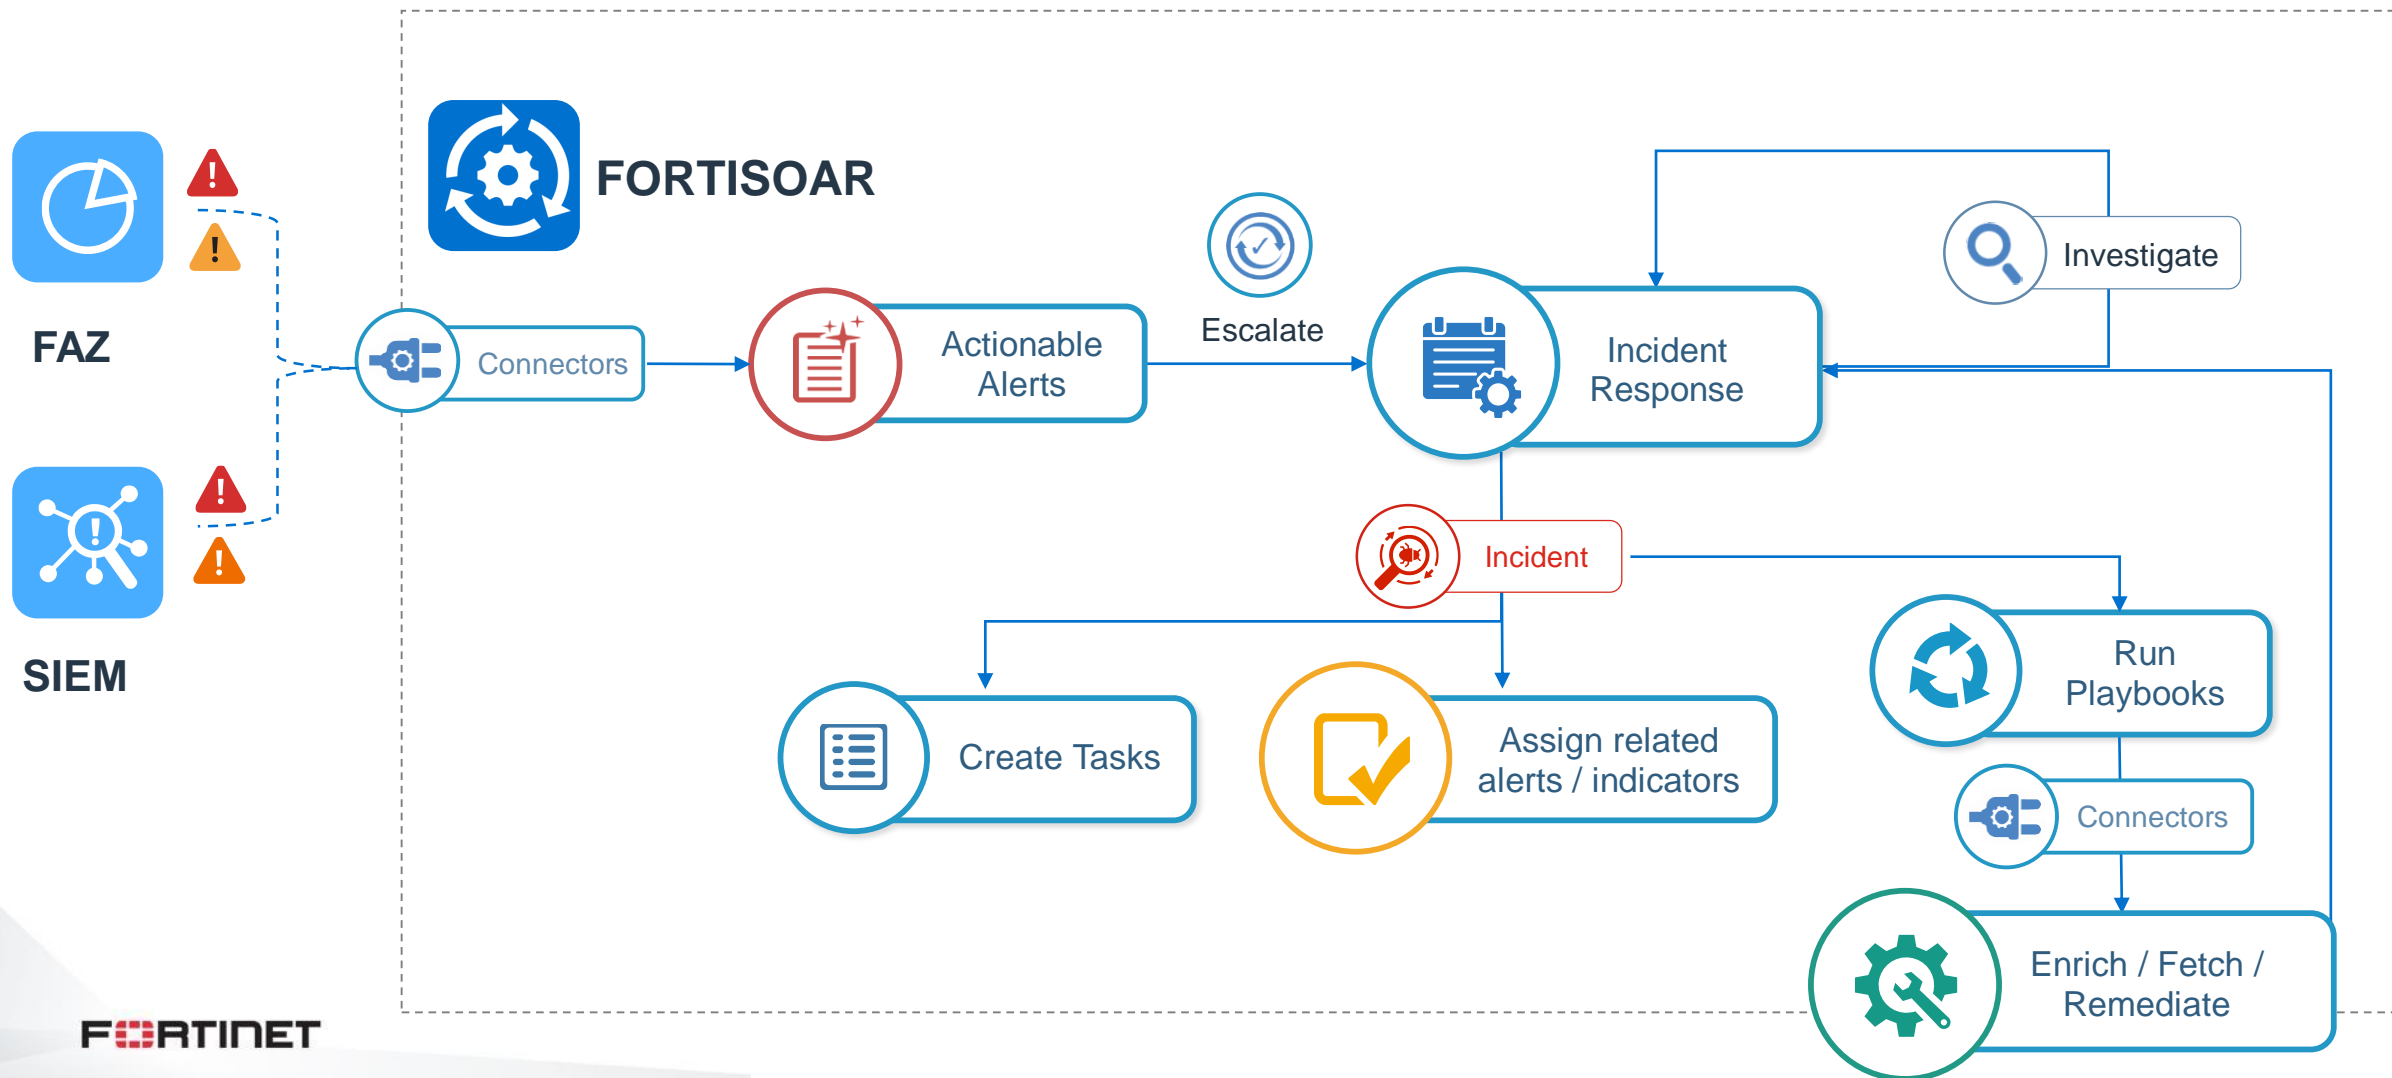 FORTISOAR
FAZ
SIEM
Connectors
Actionable
Alerts
Escalate
Incident
Response
Investigate
Incident
Create Tasks
Assign related
alerts / indicators
Run
Playbooks
Connectors
Enrich / Fetch /
Remediate
FORTINET